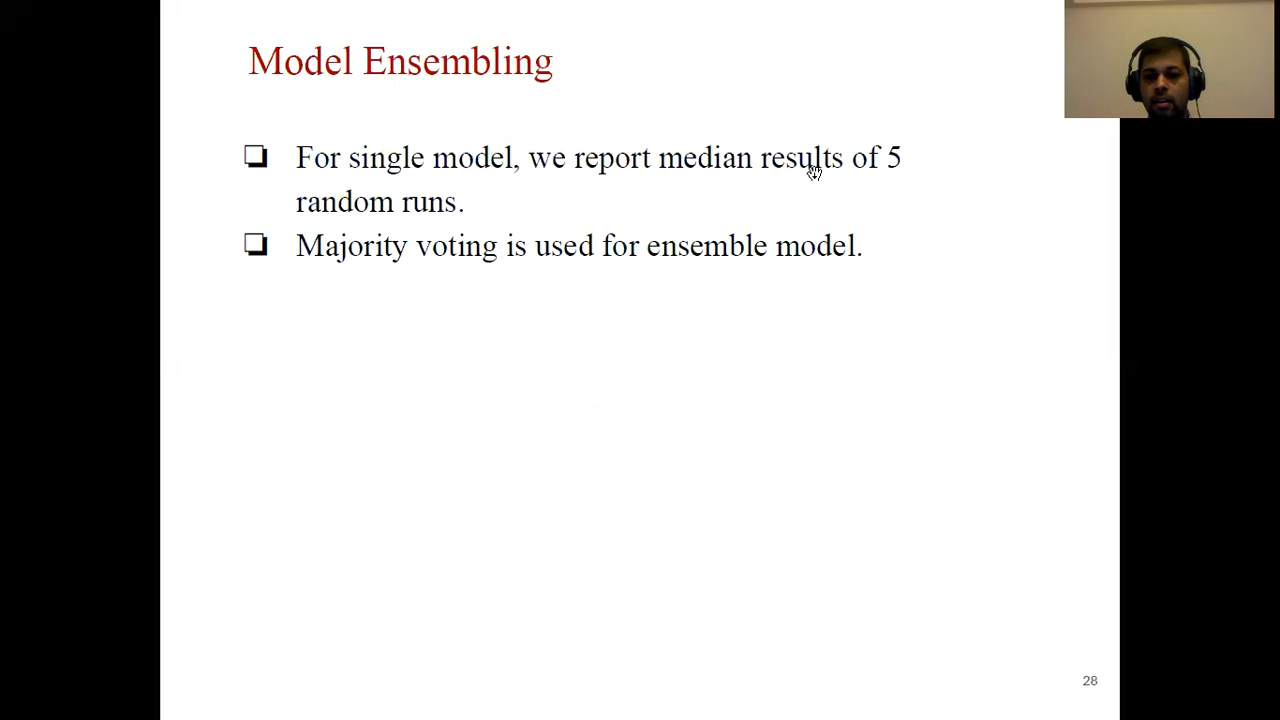 Model Ensembling
❏ For single model, we report median results of 5
random runs.
❏ Majority voting is used for ensemble model.
28